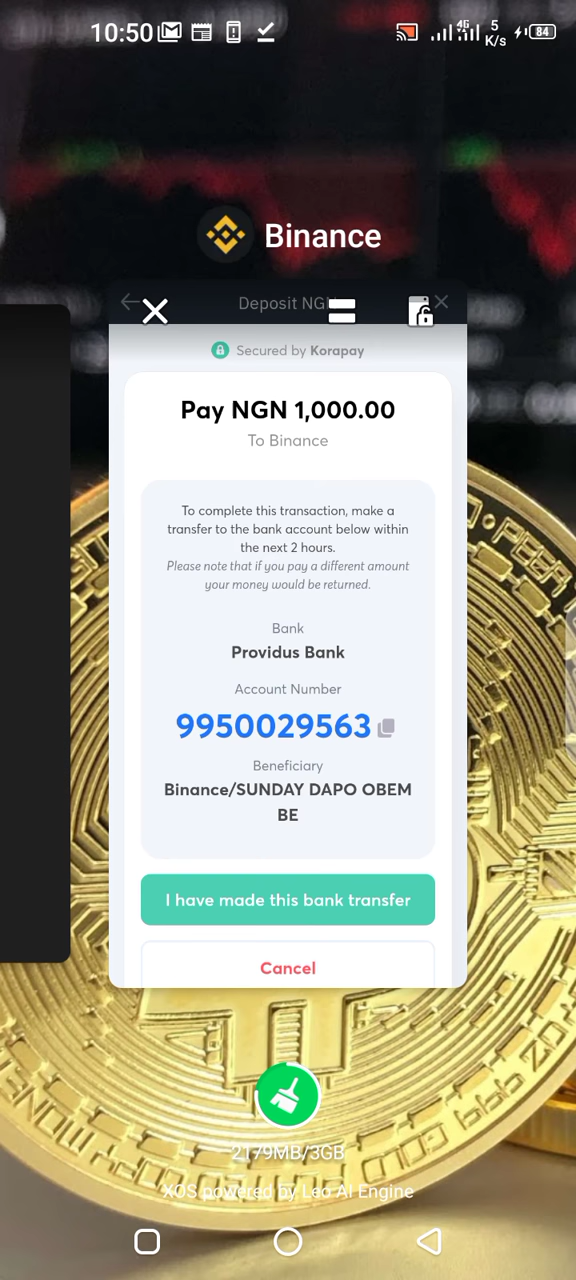 10:50
4G
5
K/s
84
Binance
Deposit NGN
Secured by Korapay
Pay NGN 1,000.00
To Binance
To complete this transaction, make a
transfer to the bank account below within
the next 2 hours.
Please note that if you pay a different amount
your money would be returned.
Bank
Providus Bank
Account Number
9950029563
Beneficiary
Binance/SUNDAY DAPO OBEM
BE
I have made this bank transfer
Cancel
2179MB/3GB
XOS powered by Leo AI Engine